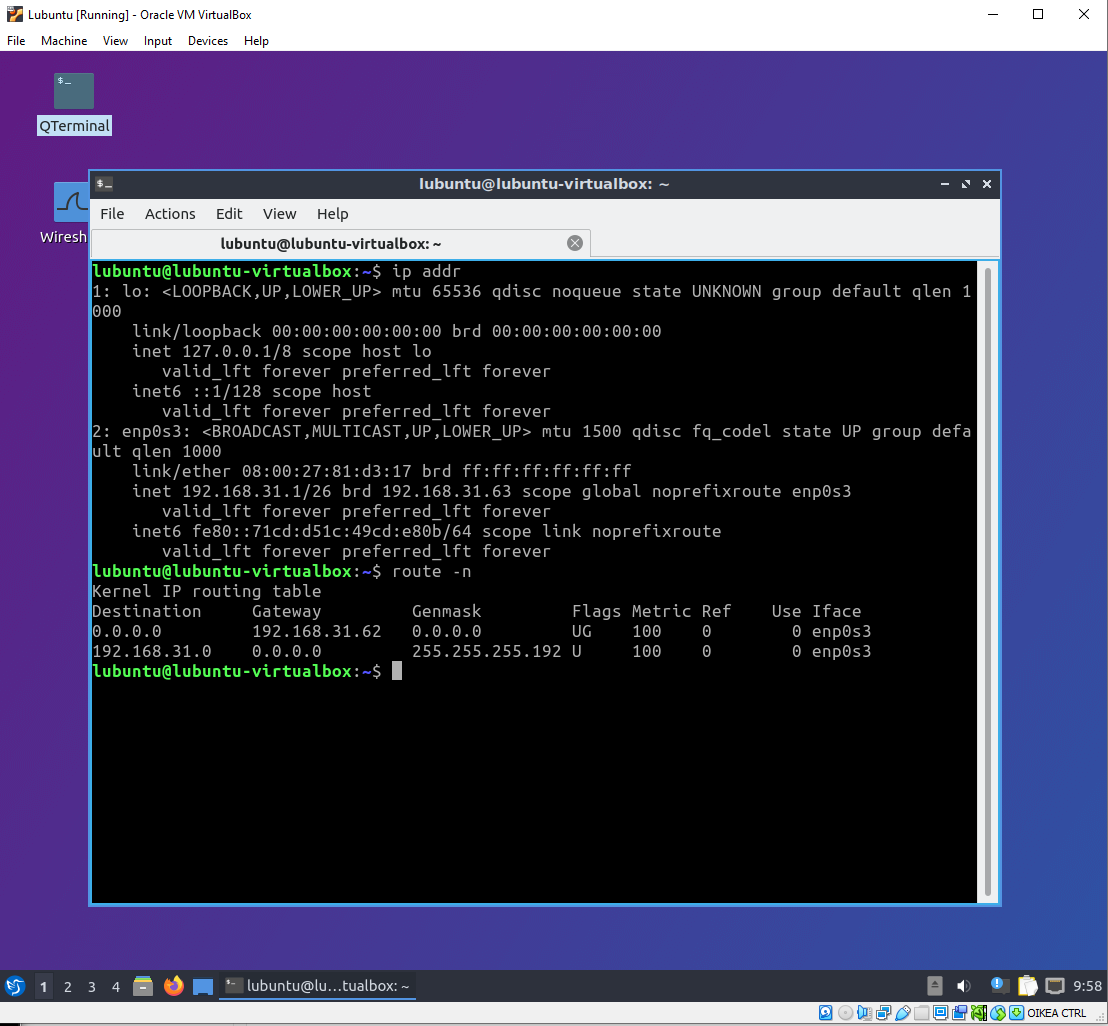 Lubuntu [Running] - Oracle VM VirtualBox
File Machine View Input Devices Help
$_
QTerminal
Wiresh
$_
lubuntu@lubuntu-virtualbox: ~
File Actions Edit View Help
lubuntu@lubuntu-virtualbox: ~
lubuntu@lubuntu-virtualbox:~$ ip addr
1: lo: <LOOPBACK,UP,LOWER_UP> mtu 65536 qdisc noqueue state UNKNOWN group default qlen 1
000
    link/loopback 00:00:00:00:00:00 brd 00:00:00:00:00:00
    inet 127.0.0.1/8 scope host lo
       valid_lft forever preferred_lft forever
    inet6 ::1/128 scope host
       valid_lft forever preferred_lft forever
2: enp0s3: <BROADCAST,MULTICAST,UP,LOWER_UP> mtu 1500 qdisc fq_codel state UP group defa
ult qlen 1000
    link/ether 08:00:27:81:d3:17 brd ff:ff:ff:ff:ff:ff
    inet 192.168.31.1/26 brd 192.168.31.63 scope global noprefixroute enp0s3
       valid_lft forever preferred_lft forever
    inet6 fe80::71cd:d51c:49cd:e80b/64 scope link noprefixroute
       valid_lft forever preferred_lft forever
lubuntu@lubuntu-virtualbox:~$ route -n
Kernel IP routing table
Destination     Gateway         Genmask         Flags Metric Ref    Use Iface
0.0.0.0         192.168.31.62   0.0.0.0         UG    100    0        0 enp0s3
192.168.31.0    0.0.0.0         255.255.255.192 U     100    0        0 enp0s3
lubuntu@lubuntu-virtualbox:~$
1 2 3 4 lubuntu@lu…tualbox: ~ 9:58
OIKEA CTRL